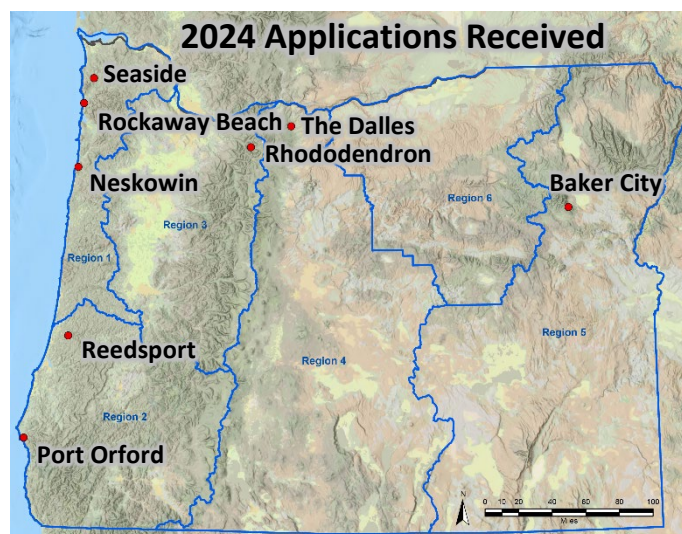 2024 Applications Received
Seaside
Rockaway Beach
The Dalles
Rhododendron
Neskowin
Baker City
Region 6
Region 3
Region 1
Region 5
Reedsport
Region 4
Region 2
Port Orford
N
0 10 20 40 60 80 100
Miles